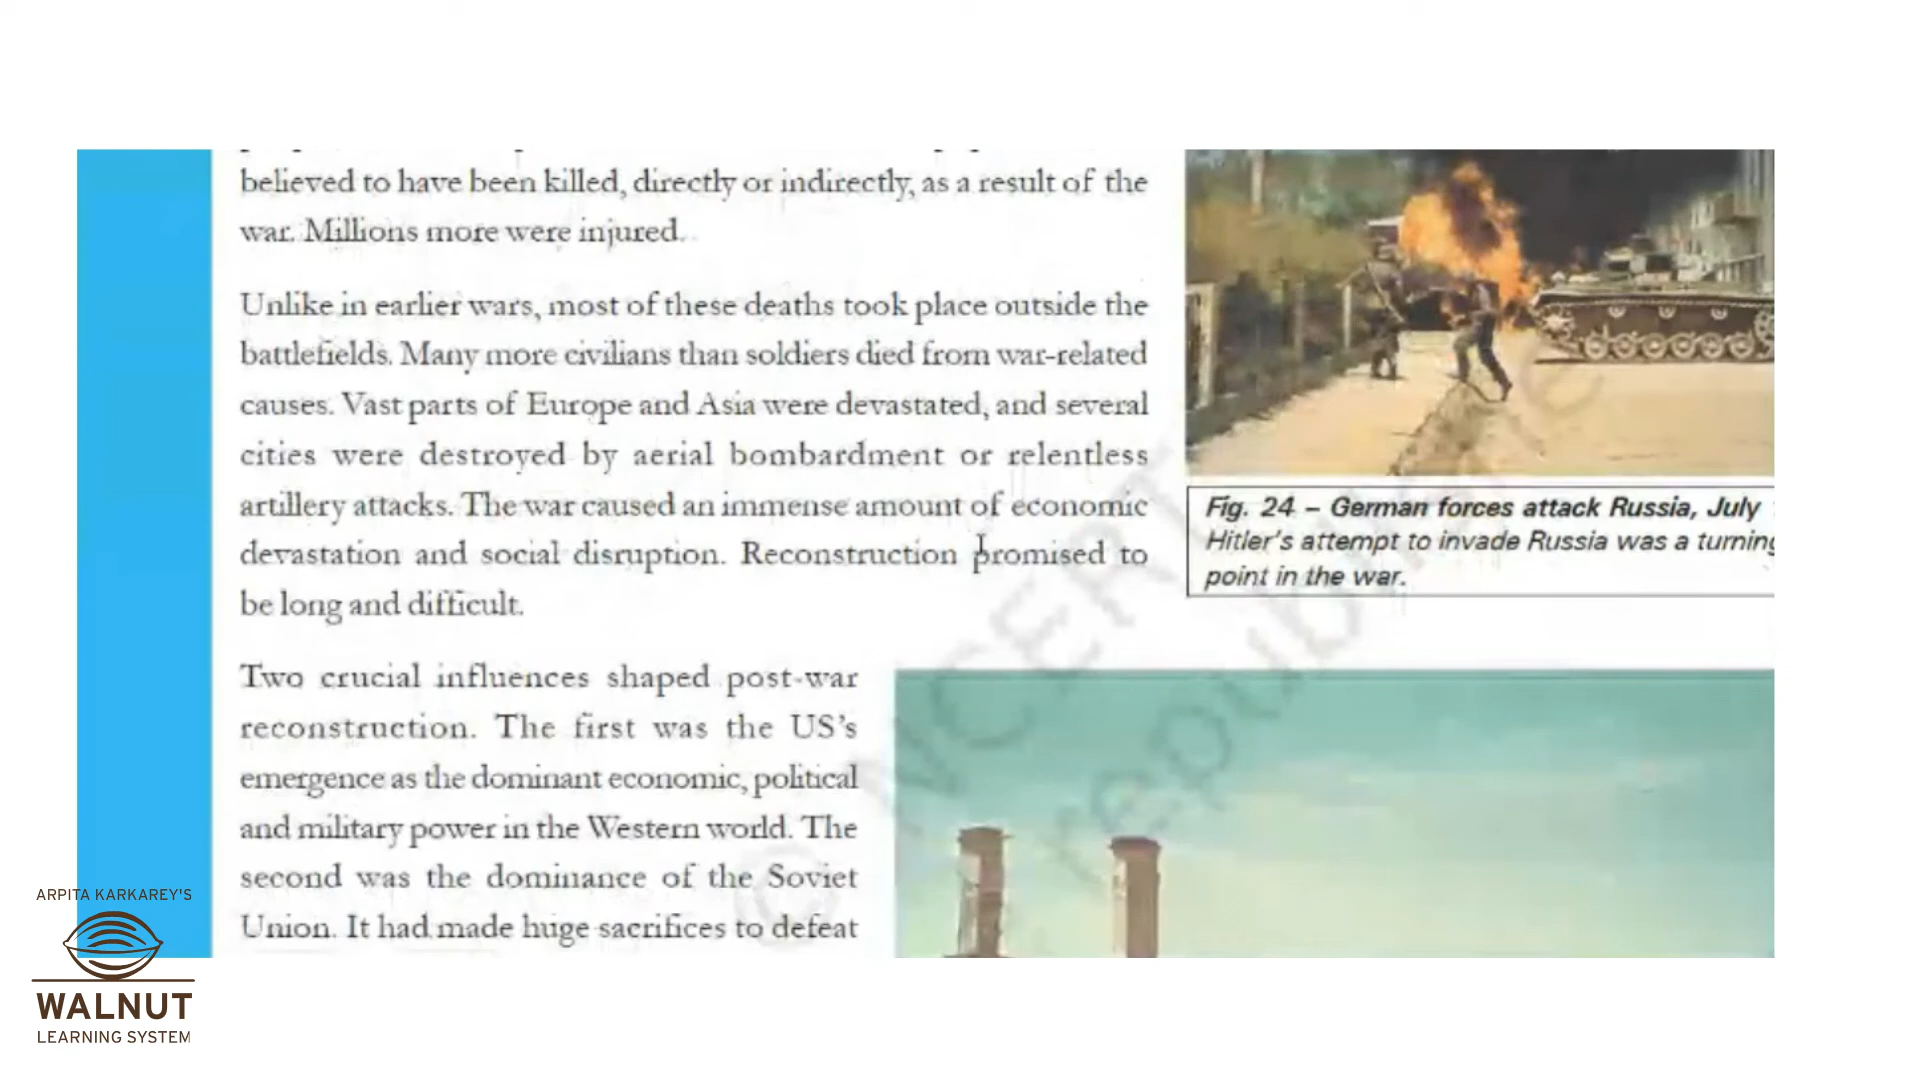 believed to have been killed, directly or indirectly, as a result of the
war. Millions more were injured.
Unlike in earlier wars, most of these deaths took place outside the
battlefields. Many more civilians than soldiers died from war-related
causes. Vast parts of Europe and Asia were devastated, and several
cities were destroyed by aerial bombardment or relentless
artillery attacks. The war caused an immense amount of economic
devastation and social disruption. Reconstruction promised to
be long and difficult.
Two crucial influences shaped post-war
reconstruction. The first was the US's
emergence as the dominant economic, political
and military power in the Western world. The
second was the dominance of the Soviet
Union. It had made huge sacrifices to defeat
Fig. 24 – German forces attack Russia, July
Hitler's attempt to invade Russia was a turning
point in the war.
© NCERT
republished
ARPITA KARKAREY'S
WALNUT
LEARNING SYSTEM